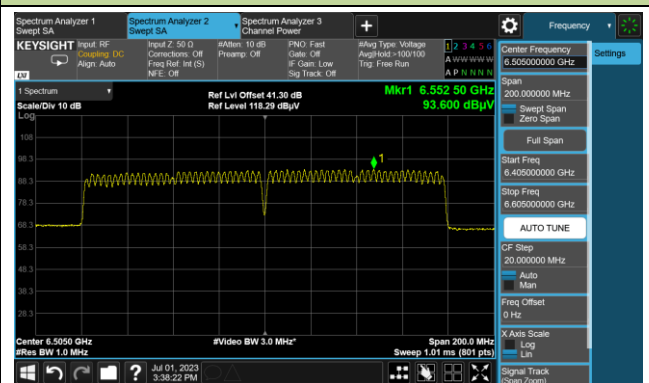 Spectrum Analyzer 1
Swept SA
Spectrum Analyzer 2
Swept SA
Spectrum Analyzer 3
Channel Power
Frequency
KEYSIGHT
Input: RF
Coupling: DC
Align: Auto
Input Z: 50 Ω
Corrections: Off
Freq Ref: Int (S)
NFE: Off
#Atten: 10 dB
Preamp: Off
PNO: Fast
Gate: Off
IF Gain: Low
Sig Track: Off
#Avg Type: Voltage
Avg|Hold:>100/100
Trig: Free Run
1 2 3 4 5 6
A W W W W W
A P N N N N
LXI
1 Spectrum
Scale/Div 10 dB
Log
Ref Lvl Offset 41.30 dB
Ref Level 118.29 dBµV
Mkr1 6.552 50 GHz
93.600 dBµV
108
98.3
88.3
78.3
68.3
58.3
48.3
38.3
28.3
1
Center 6.5050 GHz
#Res BW 1.0 MHz
#Video BW 3.0 MHz*
Span 200.0 MHz
Sweep 1.01 ms (801 pts)
Jul 01, 2023
3:38:22 PM
Center Frequency
6.505000000 GHz
Settings
Span
200.000000 MHz
Swept Span
Zero Span
Full Span
Start Freq
6.405000000 GHz
Stop Freq
6.605000000 GHz
AUTO TUNE
CF Step
20.000000 MHz
Auto
Man
Freq Offset
0 Hz
X Axis Scale
Log
Lin
Signal Track
(Span Zoom)